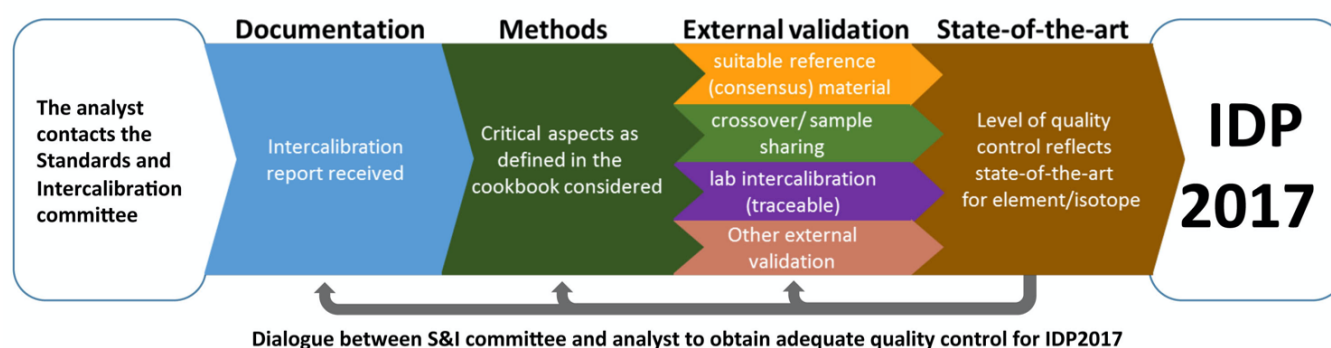 Documentation
Methods
External validation
State-of-the-art
The analyst
contacts the
Standards and
Intercalibration
committee
Intercalibration
report received
Critical aspects as
defined in the
cookbook considered
suitable reference
(consensus) material
crossover/ sample
sharing
lab intercalibration
(traceable)
Other external
validation
Level of quality
control reflects
state-of-the-art
for element/isotope
IDP
2017
Dialogue between S&I committee and analyst to obtain adequate quality control for IDP2017